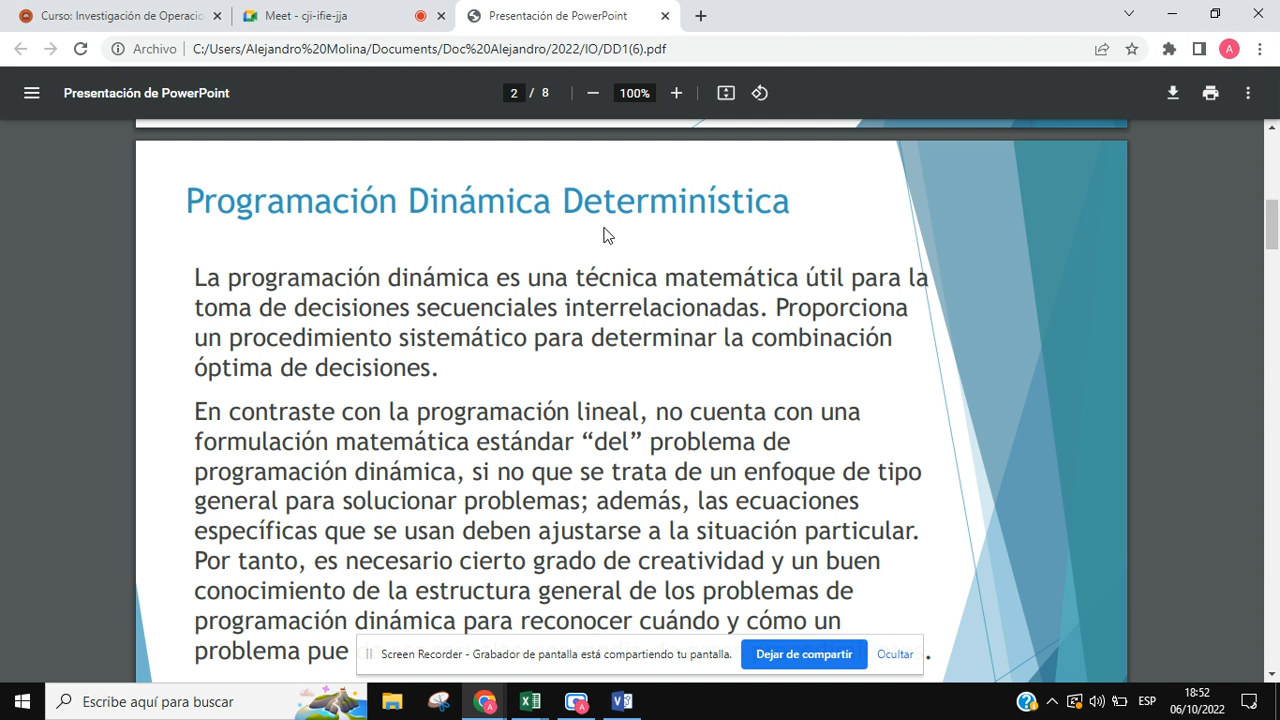 Curso: Investigación de Operacio
Meet - cji-ifie-jja
Presentación de PowerPoint
Archivo C:/Users/Alejandro%20Molina/Documents/Doc%20Alejandro/2022/IO/DD1(6).pdf
A
Presentación de PowerPoint
2 / 8
100%
Programación Dinámica Determinística
La programación dinámica es una técnica matemática útil para la
toma de decisiones secuenciales interrelacionadas. Proporciona
un procedimiento sistemático para determinar la combinación
óptima de decisiones.
En contraste con la programación lineal, no cuenta con una
formulación matemática estándar “del” problema de
programación dinámica, si no que se trata de un enfoque de tipo
general para solucionar problemas; además, las ecuaciones
específicas que se usan deben ajustarse a la situación particular.
Por tanto, es necesario cierto grado de creatividad y un buen
conocimiento de la estructura general de los problemas de
programación dinámica para reconocer cuándo y cómo un
problema pue
Screen Recorder - Grabador de pantalla está compartiendo tu pantalla.
Dejar de compartir
Ocultar
Escribe aquí para buscar
ESP
18:52
06/10/2022